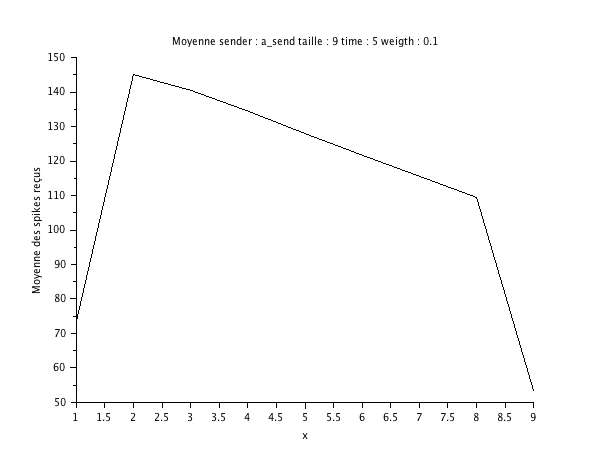 Moyenne sender : a_send taille : 9 time : 5 weigth : 0.1
150
140
130
120
110
100
90
80
70
60
50
Moyenne des spikes reçus
1 1.5 2 2.5 3 3.5 4 4.5 5 5.5 6 6.5 7 7.5 8 8.5 9
x